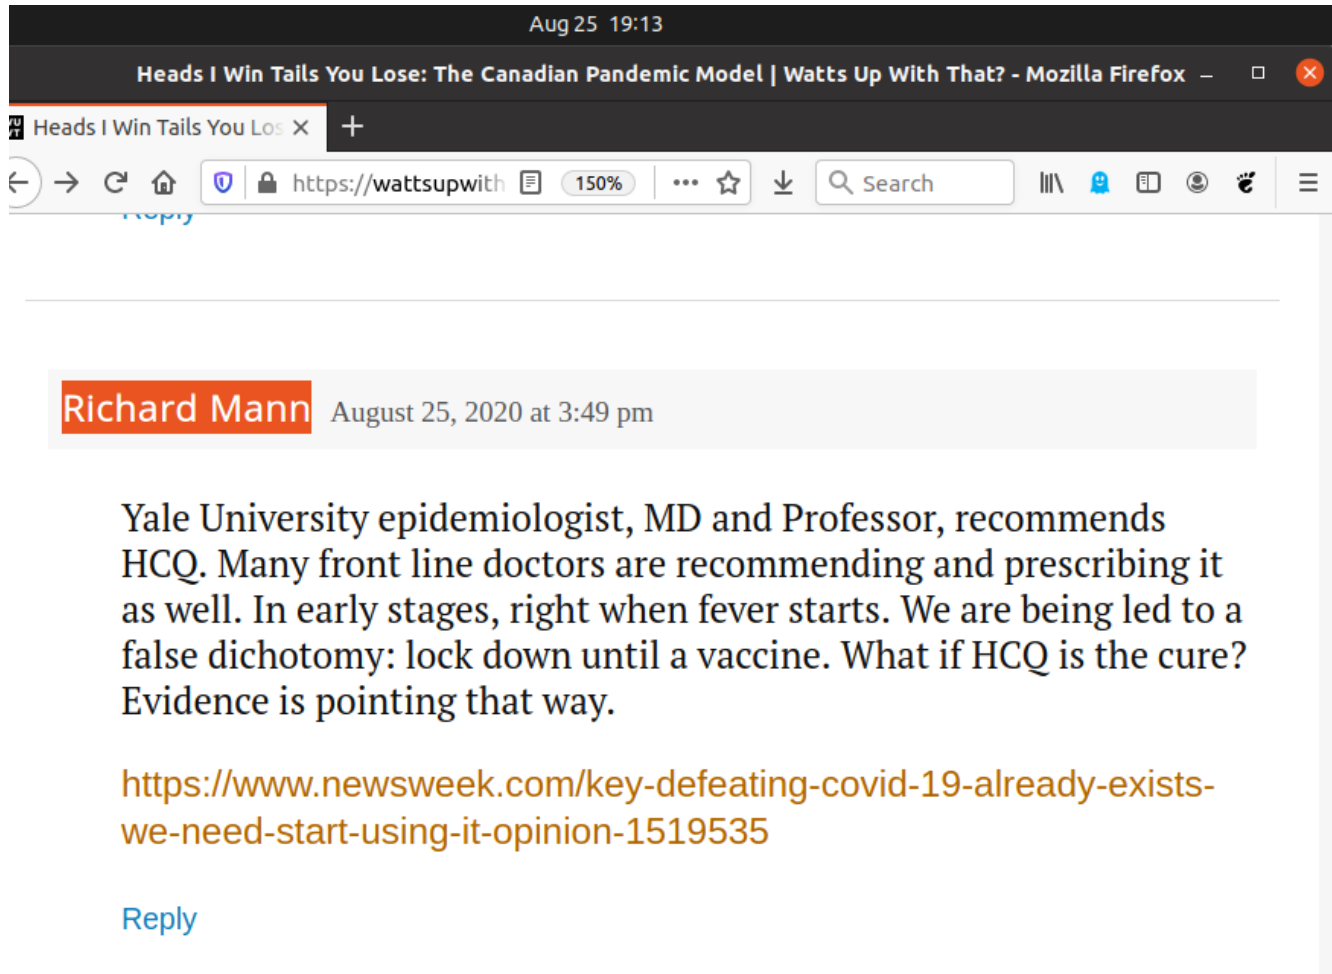 Aug 25 19:13
Heads I Win Tails You Lose: The Canadian Pandemic Model | Watts Up With That? - Mozilla Firefox
Heads I Win Tails You Los
https://wattsupwith 150% Search
Reply
Richard Mann August 25, 2020 at 3:49 pm
Yale University epidemiologist, MD and Professor, recommends
HCQ. Many front line doctors are recommending and prescribing it
as well. In early stages, right when fever starts. We are being led to a
false dichotomy: lock down until a vaccine. What if HCQ is the cure?
Evidence is pointing that way.
https://www.newsweek.com/key-defeating-covid-19-already-exists-
we-need-start-using-it-opinion-1519535
Reply